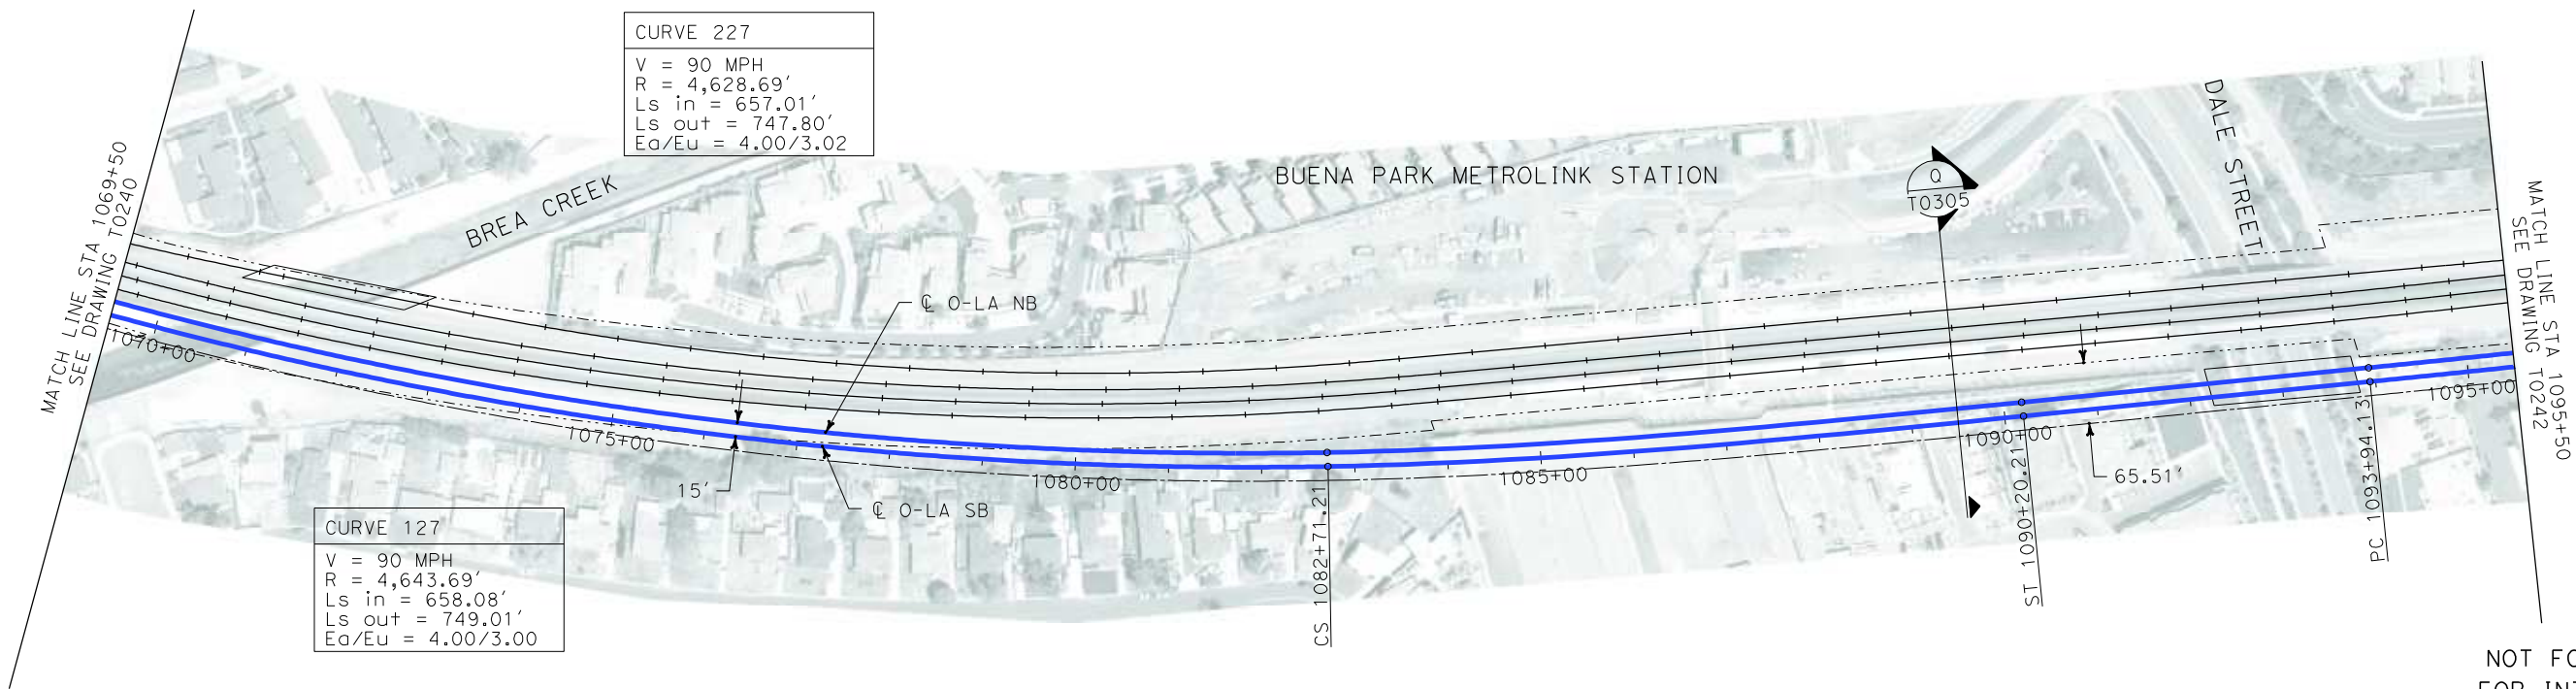 CURVE 227
V = 90 MPH
R = 4,628.69'
Ls in = 657.01'
Ls out = 747.80'
Ea/Eu = 4.00/3.02
MATCH LINE STA 1069+50
SEE DRAWING T0240
BREA CREEK
BUENA PARK METROLINK STATION
Q
T0305
DALE STREET
MATCH LINE STA 1095+50
SEE DRAWING T0242
℄ O-LA NB
1070+00
1075+00
1080+00
1085+00
1090+00
1095+00
15'
℄ O-LA SB
65.51'
CS 1082+71.21
ST 1090+20.21
PC 1093+94.13
CURVE 127
V = 90 MPH
R = 4,643.69'
Ls in = 658.08'
Ls out = 749.01'
Ea/Eu = 4.00/3.00
NOT FO